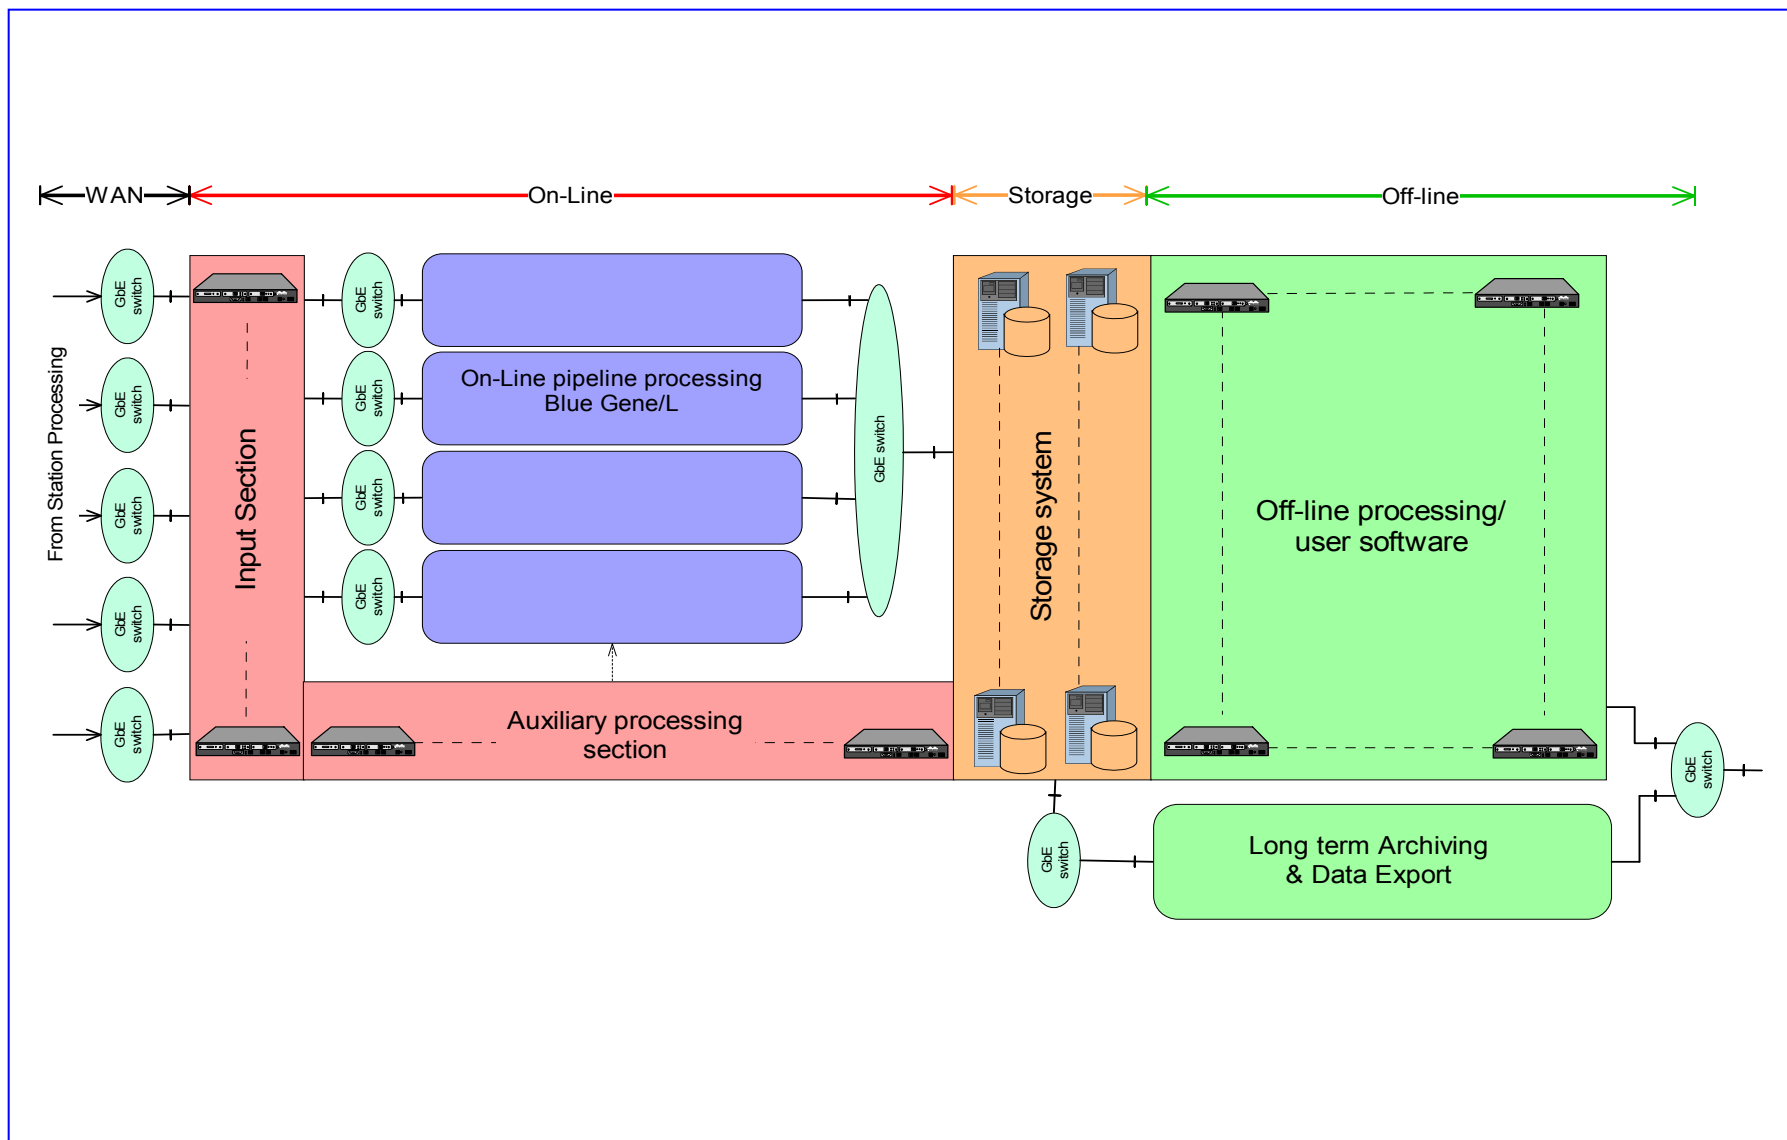 WAN
On-Line
Storage
Off-line
From Station Processing
GbE
switch
GbE
switch
GbE
switch
GbE
switch
GbE
switch
Input Section
GbE
switch
GbE
switch
GbE
switch
GbE
switch
On-Line pipeline processing
Blue Gene/L
GbE switch
Auxiliary processing
section
Storage system
Off-line processing/
user software
GbE
switch
Long term Archiving
& Data Export
GbE
switch